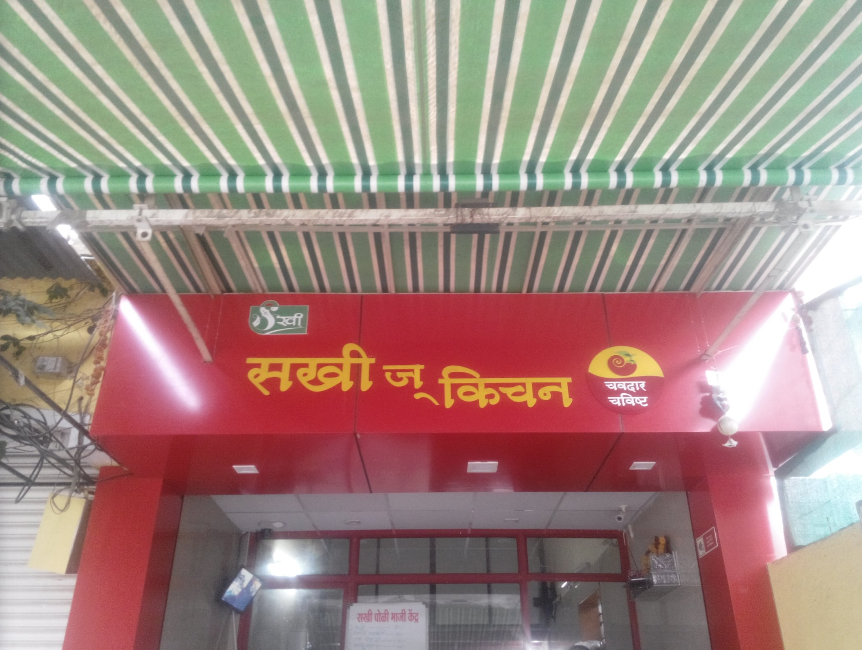 सखी
सखी ज् किचन
चवदार
चविष्ट
सखी पोळी भाजी केंद्र